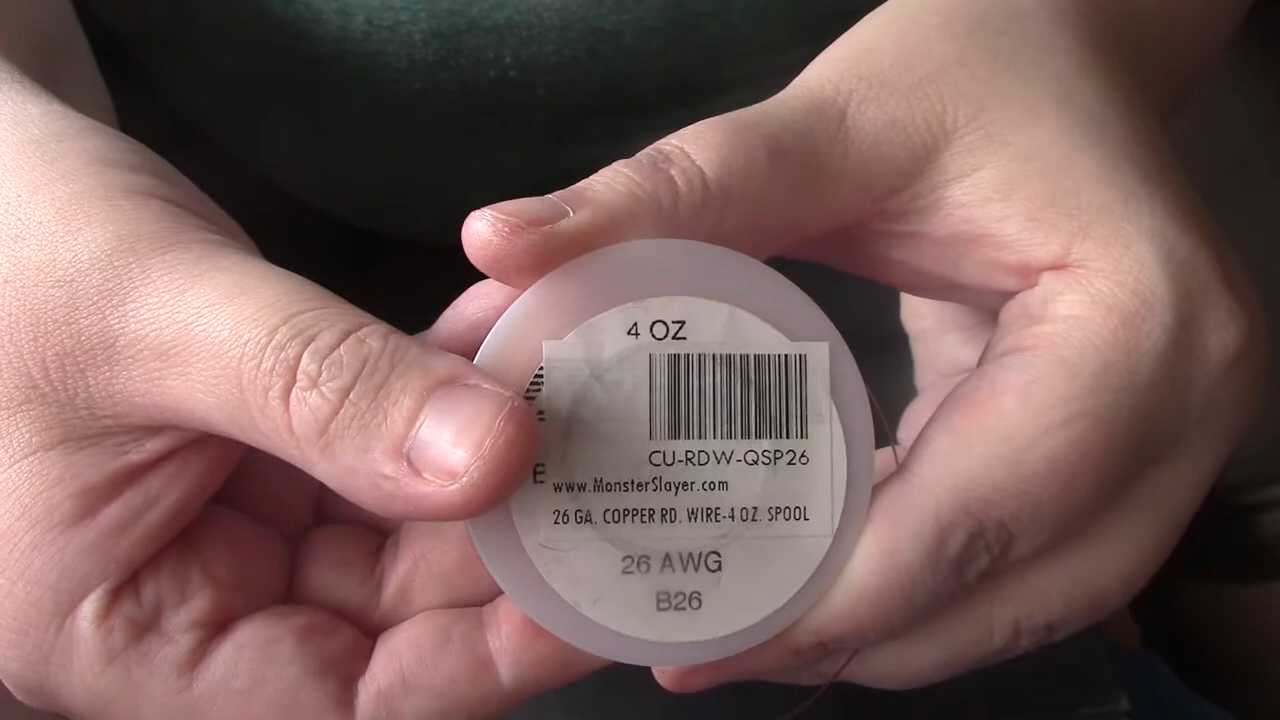 4 OZ
E
CU-RDW-QSP26
www.MonsterSlayer.com
26 GA. COPPER RD. WIRE-4 OZ. SPOOL
26 AWG
B26